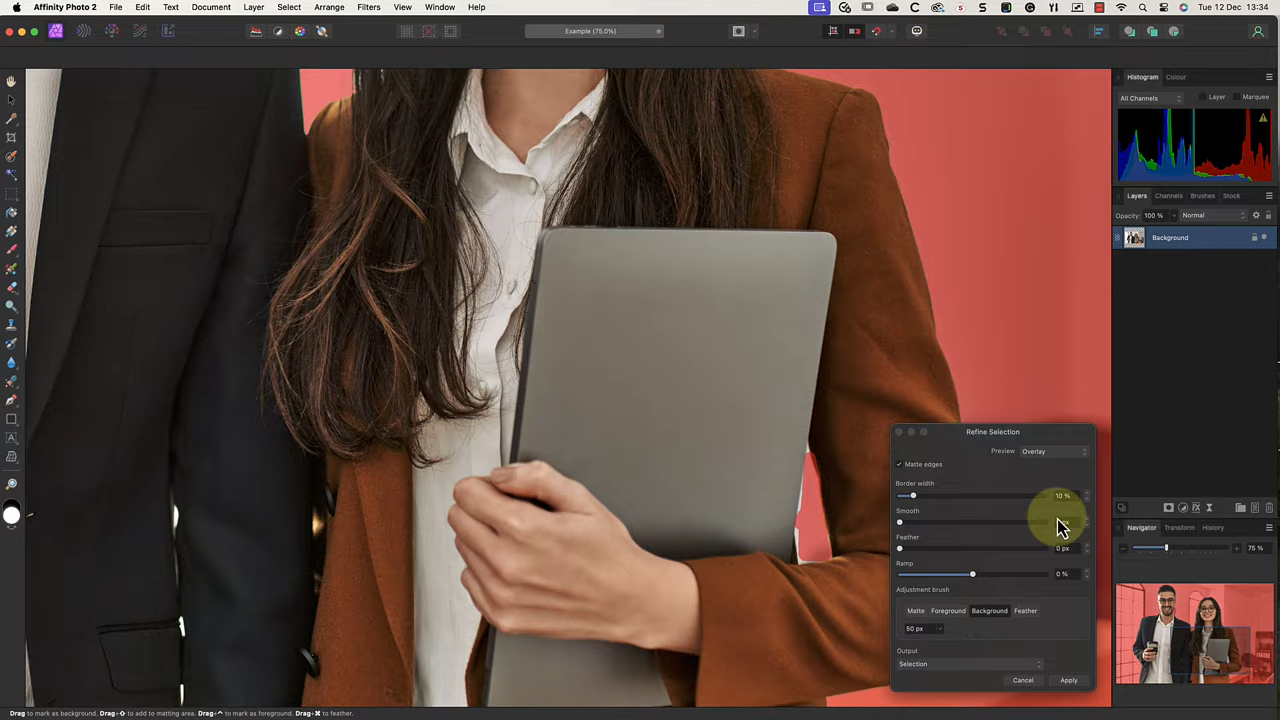 Affinity Photo 2 File Edit Text Document Layer Select Arrange Filters View Window Help Tue 12 Dec 13:34
Example (75.0%)
Histogram Colour
All Channels Layer Marquee
Layers Channels Brushes Stock
Opacity: 100 % Normal
Background
Refine Selection
Preview Overlay
Matte edges
Border width
10 %
Smooth
Feather
0 px
Ramp
0 %
Adjustment brush
Matte Foreground Background Feather
50 px
Output
Selection
Cancel Apply
Navigator Transform History
75 %
Drag to mark as background. Drag+⇧ to add to matting area. Drag+^ to mark as foreground. Drag+⌘ to feather.